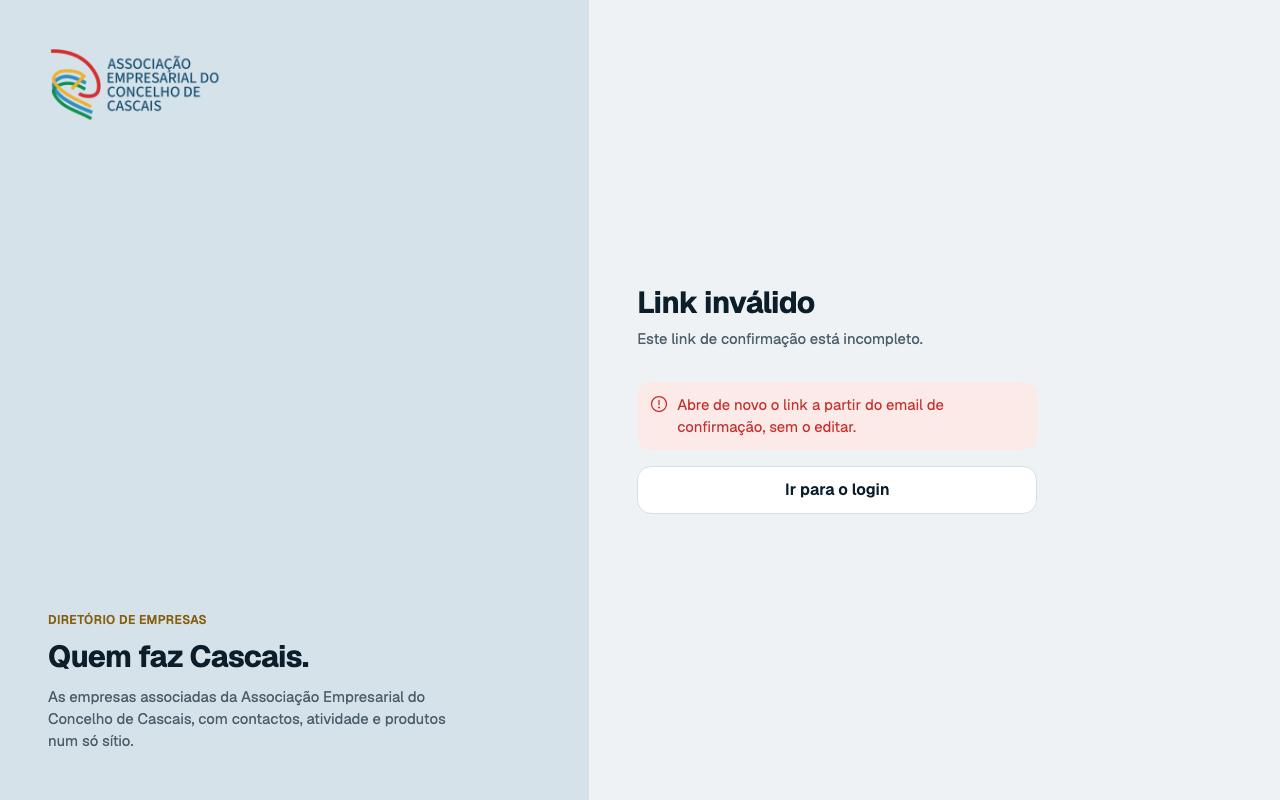 ASSOCIAÇÃO
EMPRESARIAL DO
CONCELHO DE
CASCAIS
DIRETÓRIO DE EMPRESAS
Quem faz Cascais.
As empresas associadas da Associação Empresarial do
Concelho de Cascais, com contactos, atividade e produtos
num só sítio.
Link inválido
Este link de confirmação está incompleto.
Abre de novo o link a partir do email de
confirmação, sem o editar.
Ir para o login